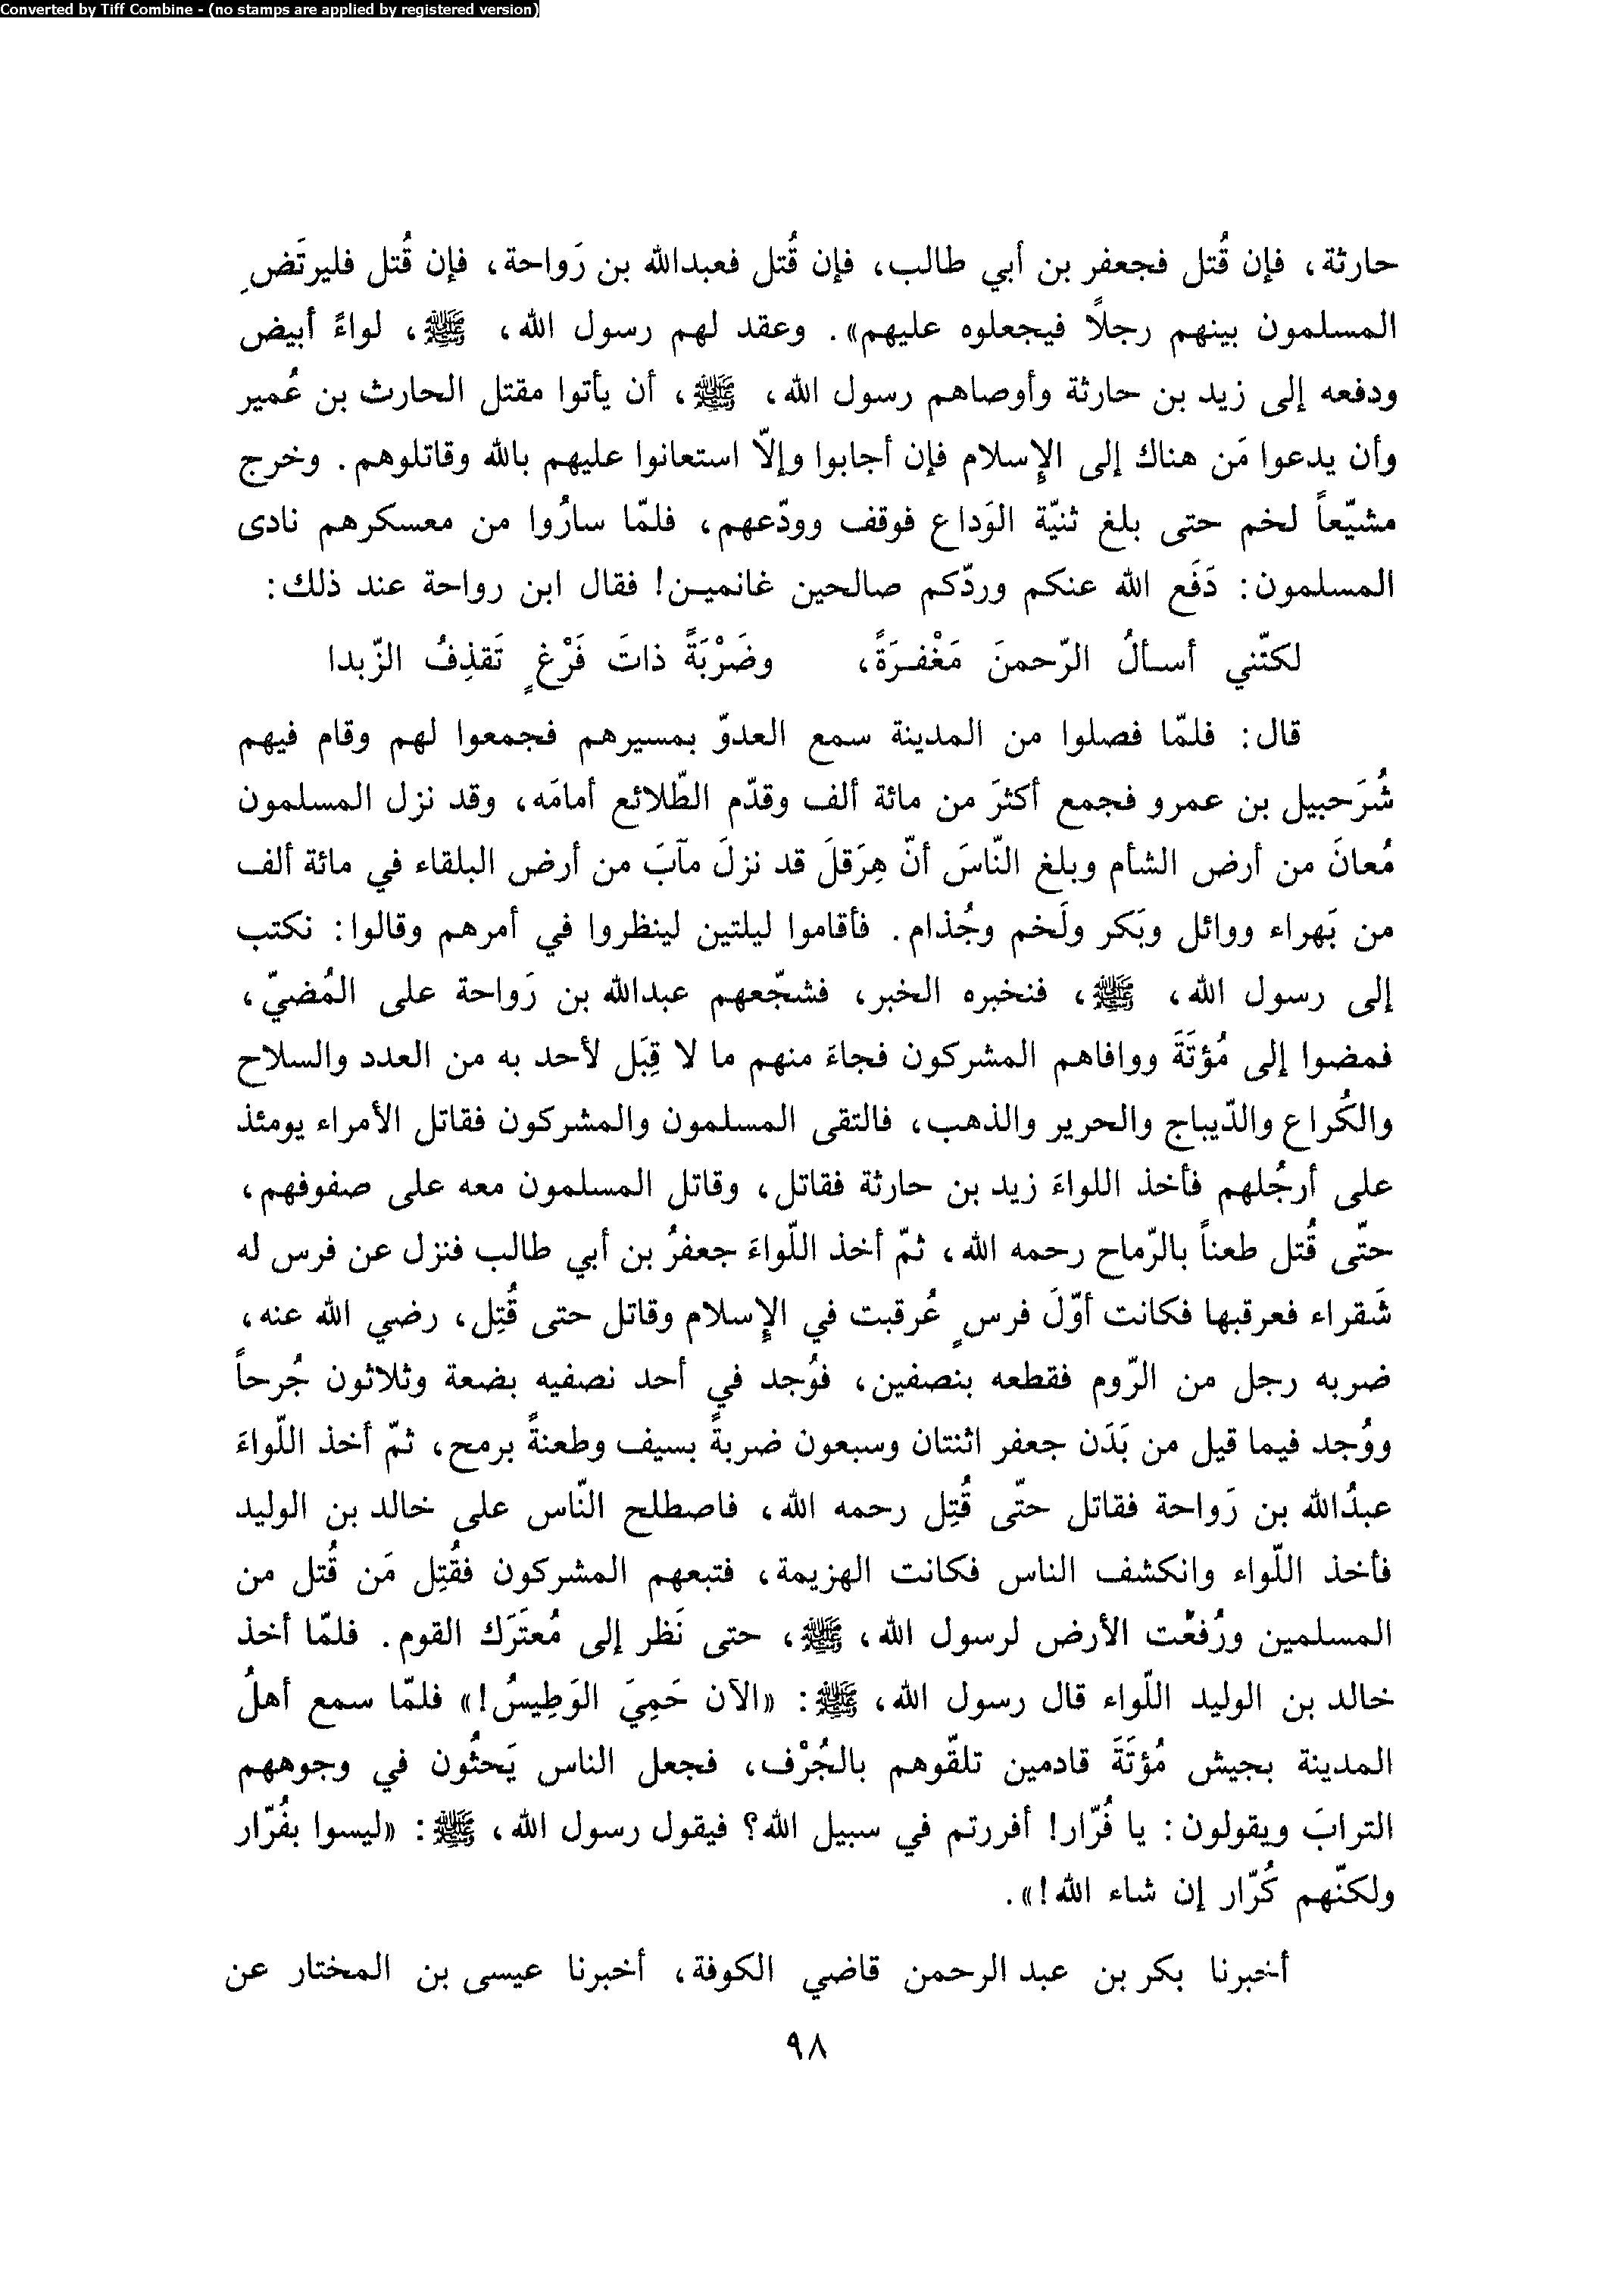 Converted by Tiff Combine - (no stamps are applied by registered version)
حارثة، فإن قُتل فجعفر بن أبي طالب، فإن قُتل فعبدالله بن رَواحة، فإن قُتل فليرتَضِ
المسلمون بينهم رجلاً فيجعلوه عليهم». وعقد لهم رسول الله، ﷺ، لواءً أبيض
ودفعه إلى زيد بن حارثة وأوصاهم رسول الله، ﷺ، أن يأتوا مقتل الحارث بن عُمير
وأن يدعوا مَن هناك إلى الإسلام فإن أجابوا وإلاّ استعانوا عليهم بالله وقاتلوهم. وخرج
مشيّعاً لخم حتى بلغ ثنيّة الوَداع فوقف وودّعهم، فلمّا سارُوا من معسكرهم نادى
المسلمون: دَفَع الله عنكم وردّكم صالحين غانمين! فقال ابن رواحة عند ذلك:
لكنّني أسألُ الرّحمنَ مَغْفرَةً، وضَرْبَةً ذاتَ فَرْغٍ تَقذِفُ الزّبدا
قال: فلمّا فصلوا من المدينة سمع العدوّ بمسيرهم فجمعوا لهم وقام فيهم
شُرَحبيل بن عمرو فجمع أكثرَ من مائة ألف وقدّم الطّلائع أمامَه، وقد نزل المسلمون
مُعانَ من أرض الشأم وبلغ النّاسَ أنّ هِرَقلَ قد نزلَ مآبَ من أرض البلقاء في مائة ألف
من بَهراء ووائل وبَكر ولَخم وجُذام. فأقاموا ليلتين لينظروا في أمرهم وقالوا: نكتب
إلى رسول الله، ﷺ، فنخبره الخبر، فشجّعهم عبدالله بن رَواحة على المُضيّ،
فمضوا إلى مُؤتَةَ ووافاهم المشركون فجاءَ منهم ما لا قِبَل لأحد به من العدد والسلاح
والكُراع والدّيباج والحرير والذهب، فالتقى المسلمون والمشركون فقاتل الأمراء يومئذ
على أرجُلهم فأخذ اللواءَ زيد بن حارثة فقاتل، وقاتل المسلمون معه على صفوفهم،
حتّى قُتل طعناً بالرّماح رحمه الله، ثمّ أخذ اللّواءَ جعفرُ بن أبي طالب فنزل عن فرس له
شَقراء فعرقبها فكانت أوّلَ فرسٍ عُرقبت في الإسلام وقاتل حتى قُتِل، رضي الله عنه،
ضربه رجل من الرّوم فقطعه بنصفين، فوُجد في أحد نصفيه بضعة وثلاثون جُرحاً
ووُجد فيما قيل من بَدَن جعفر اثنتان وسبعون ضربةً بسيف وطعنةً برمح، ثمّ أخذ اللّواءَ
عبدُالله بن رَواحة فقاتل حتّى قُتِل رحمه الله، فاصطلح النّاس على خالد بن الوليد
فأخذ اللّواء وانكشف الناس فكانت الهزيمة، فتبعهم المشركون فقُتِل مَن قُتل من
المسلمين ورُفعّت الأرض لرسول الله، ﷺ، حتى نَظر إلى مُعتَرَك القوم. فلمّا أخذ
خالد بن الوليد اللّواء قال رسول الله، ﷺ: «الآن حَمِيَ الوَطِيسُ!» فلمّا سمع أهلُ
المدينة بجيش مُؤتَةَ قادمين تلقّوهم بالجُرْف، فجعل الناس يَحثُون في وجوههم
الترابَ ويقولون: يا فُرّار! أفررتم في سبيل الله؟ فيقول رسول الله، ﷺ: «ليسوا بفُرّار
ولكنّهم كُرّار إن شاء الله!».
أخبرنا بكر بن عبد الرحمن قاضي الكوفة، أخبرنا عيسى بن المختار عن
٩٨